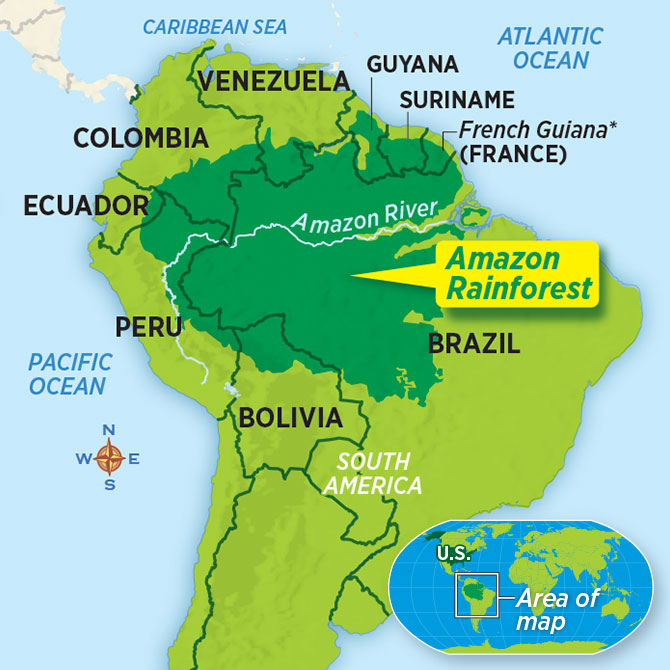 CARIBBEAN SEA
ATLANTIC
OCEAN
VENEZUELA
GUYANA
SURINAME
French Guiana*
(FRANCE)
COLOMBIA
ECUADOR
Amazon River
Amazon
Rainforest
PERU
BRAZIL
PACIFIC
OCEAN
BOLIVIA
N
W E
S
SOUTH
AMERICA
U.S.
Area of
map